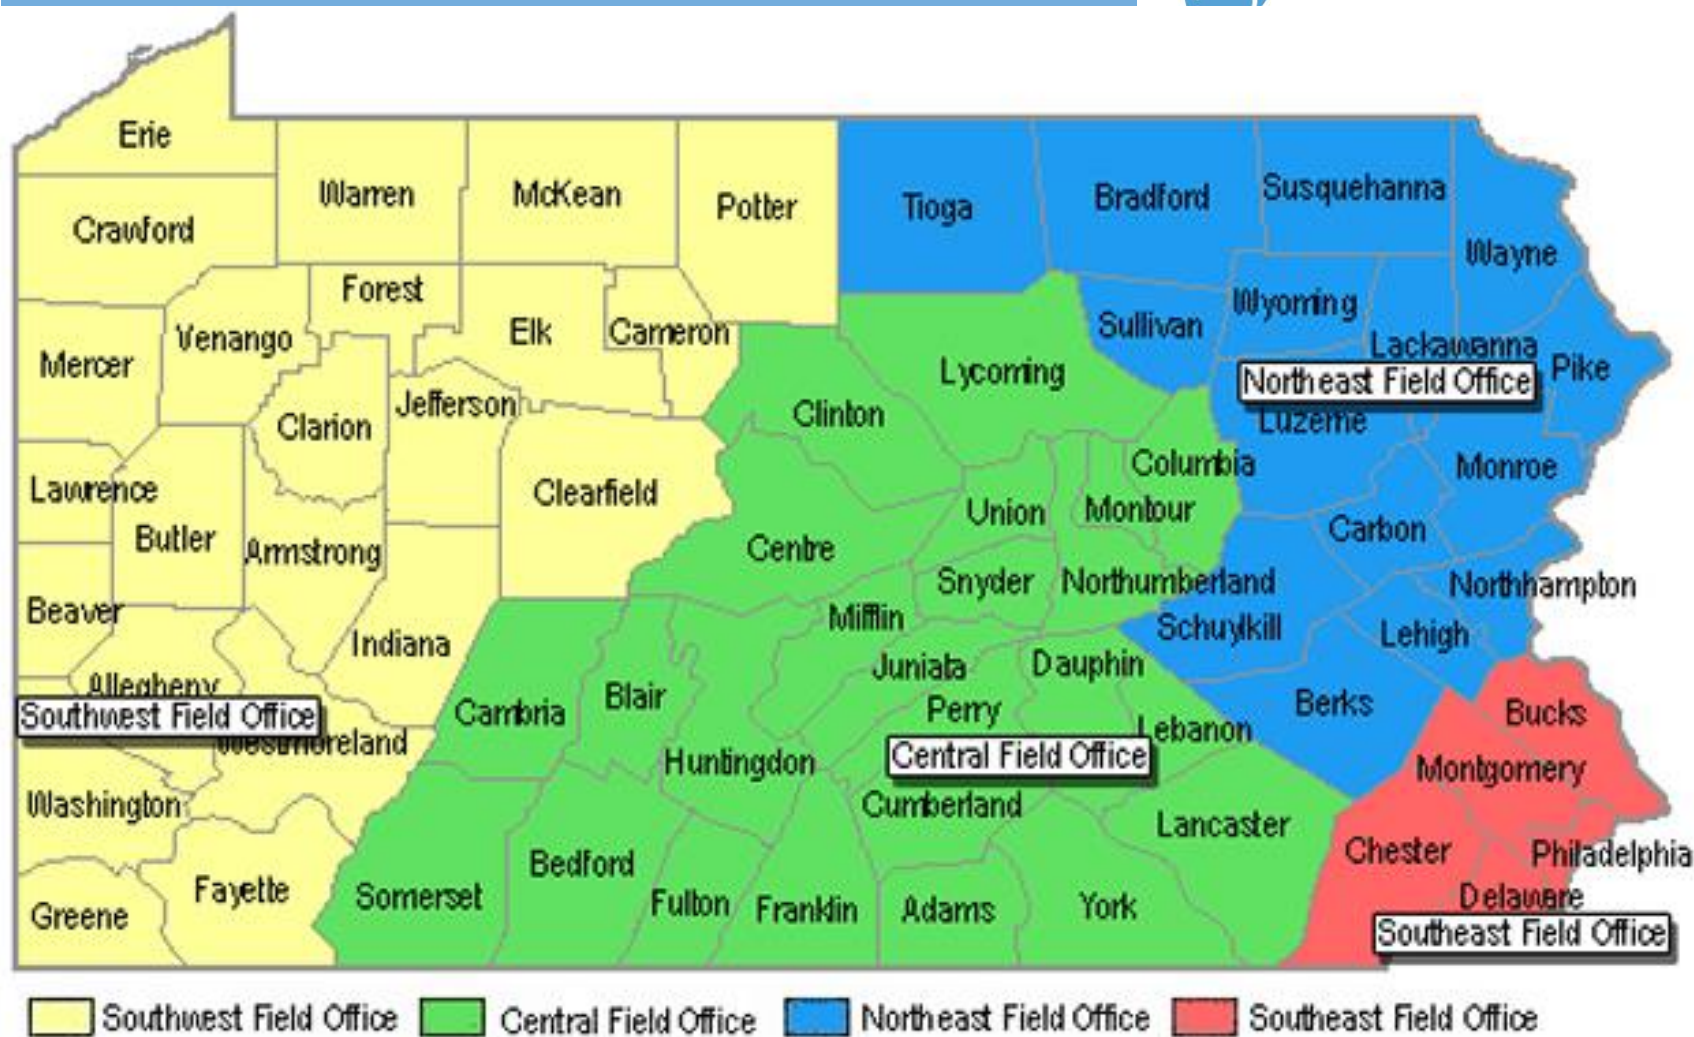 Erie
Warren
McKean
Potter
Tioga
Bradford
Susquehanna
Crawford
Wayne
Forest
Wyoming
Venango
Elk
Cameron
Sullivan
Mercer
Lackawanna
Lycoming
Pike
Northeast Field Office
Jefferson
Clinton
Clarion
Luzerne
Columbia
Monroe
Lawrence
Clearfield
Union
Montour
Carbon
Butler
Armstrong
Centre
Snyder
Northumberland
Northhampton
Beaver
Mifflin
Schuylkill
Lehigh
Indiana
Juniata
Dauphin
Allegheny
Blair
Berks
Southwest Field Office
Cambria
Perry
Lebanon
Bucks
Westmoreland
Central Field Office
Huntingdon
Montgomery
Washington
Cumberland
Lancaster
Chester
Philadelphia
Bedford
Fayette
Somerset
Fulton
Franklin
Adams
York
Delaware
Greene
Southeast Field Office
Southwest Field Office
Central Field Office
Northeast Field Office
Southeast Field Office